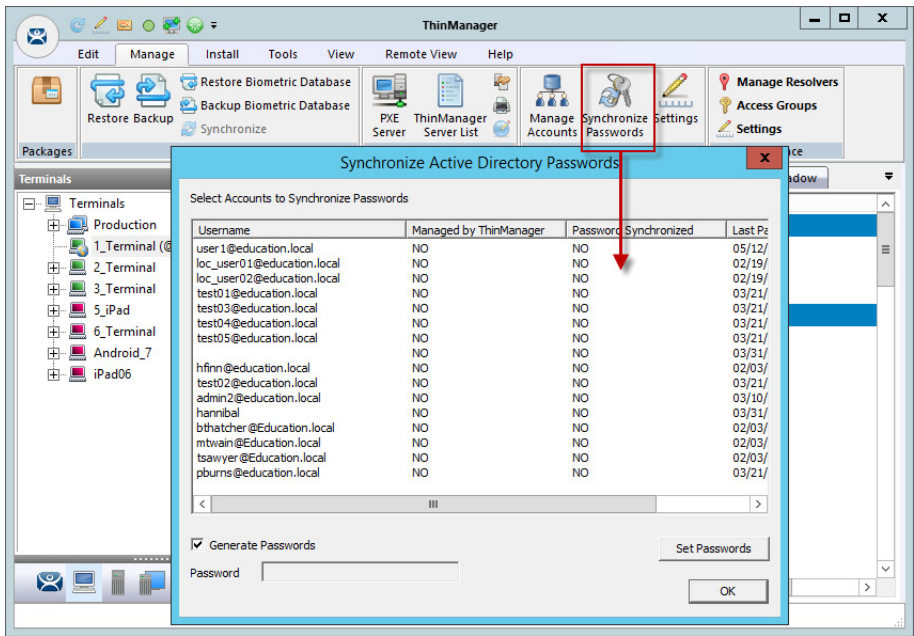 ThinManager
X
Edit Manage Install Tools View Remote View Help
Restore Backup
Restore Biometric Database
Backup Biometric Database
Synchronize
PXE Server
ThinManager Server List
Manage Accounts
Synchronize Passwords
Settings
Manage Resolvers
Access Groups
Settings
Packages
ce
Synchronize Active Directory Passwords
x
Terminals
adow
Terminals
Production
1_Terminal (@
2_Terminal
3_Terminal
5_iPad
6_Terminal
Android_7
iPad06
Select Accounts to Synchronize Passwords
Username Managed by ThinManager Password Synchronized Last Pa
user1@education.local NO NO 05/12/
loc_user01@education.local NO NO 02/19/
loc_user02@education.local NO NO 02/19/
test01@education.local NO NO 03/21/
test03@education.local NO NO 03/21/
test04@education.local NO NO 03/21/
test05@education.local NO NO 03/21/
NO NO 03/31/
hfinn@education.local NO NO 02/03/
test02@education.local NO NO 03/21/
admin2@education.local NO NO 03/10/
hannibal NO NO 03/31/
bthatcher@Education.local NO NO 02/03/
mtwain@Education.local NO NO 02/03/
tsawyer@Education.local NO NO 02/03/
pburns@education.local NO NO 03/21/
Generate Passwords
Set Passwords
Password
OK